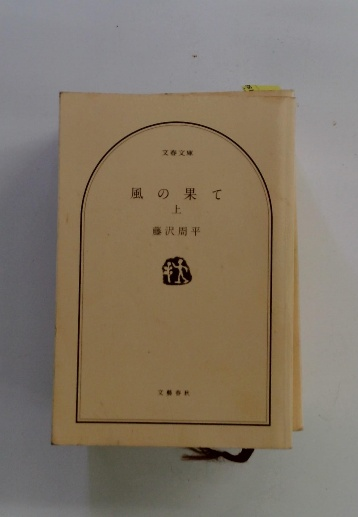 文春文庫
風の果て
上
藤沢周平
文藝春秋